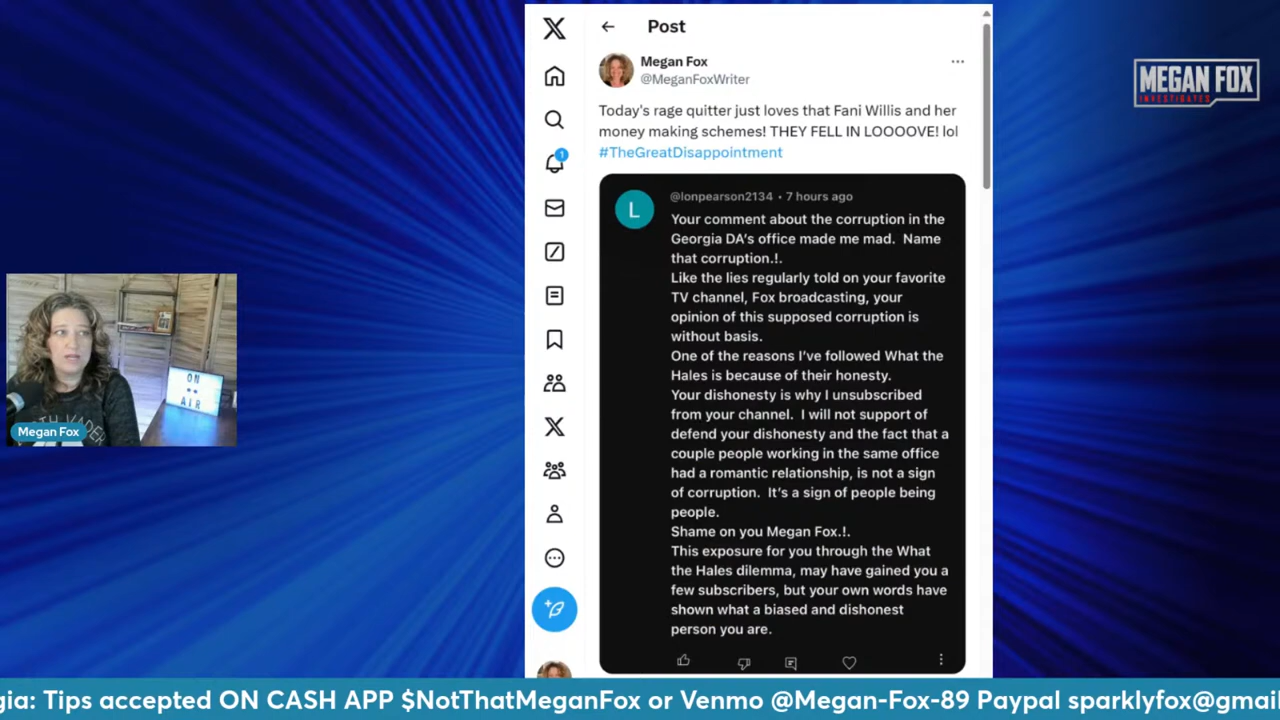 Post
Megan Fox
@MeganFoxWriter
Today's rage quitter just loves that Fani Willis and her
money making schemes! THEY FELL IN LOOOOVE! lol
#TheGreatDisappointment
1
L
@lonpearson2134 • 7 hours ago
Your comment about the corruption in the
Georgia DA's office made me mad. Name
that corruption.!.
Like the lies regularly told on your favorite
TV channel, Fox broadcasting, your
opinion of this supposed corruption is
without basis.
One of the reasons I've followed What the
Hales is because of their honesty.
Your dishonesty is why I unsubscribed
from your channel. I will not support of
defend your dishonesty and the fact that a
couple people working in the same office
had a romantic relationship, is not a sign
of corruption. It's a sign of people being
people.
Shame on you Megan Fox.!.
This exposure for you through the What
the Hales dilemma, may have gained you a
few subscribers, but your own words have
shown what a biased and dishonest
person you are.
MEGAN FOX
INVESTIGATES
ON
AIR
Megan Fox
gia: Tips accepted ON CASH APP $NotThatMeganFox or Venmo @Megan-Fox-89 Paypal sparklyfox@gmail